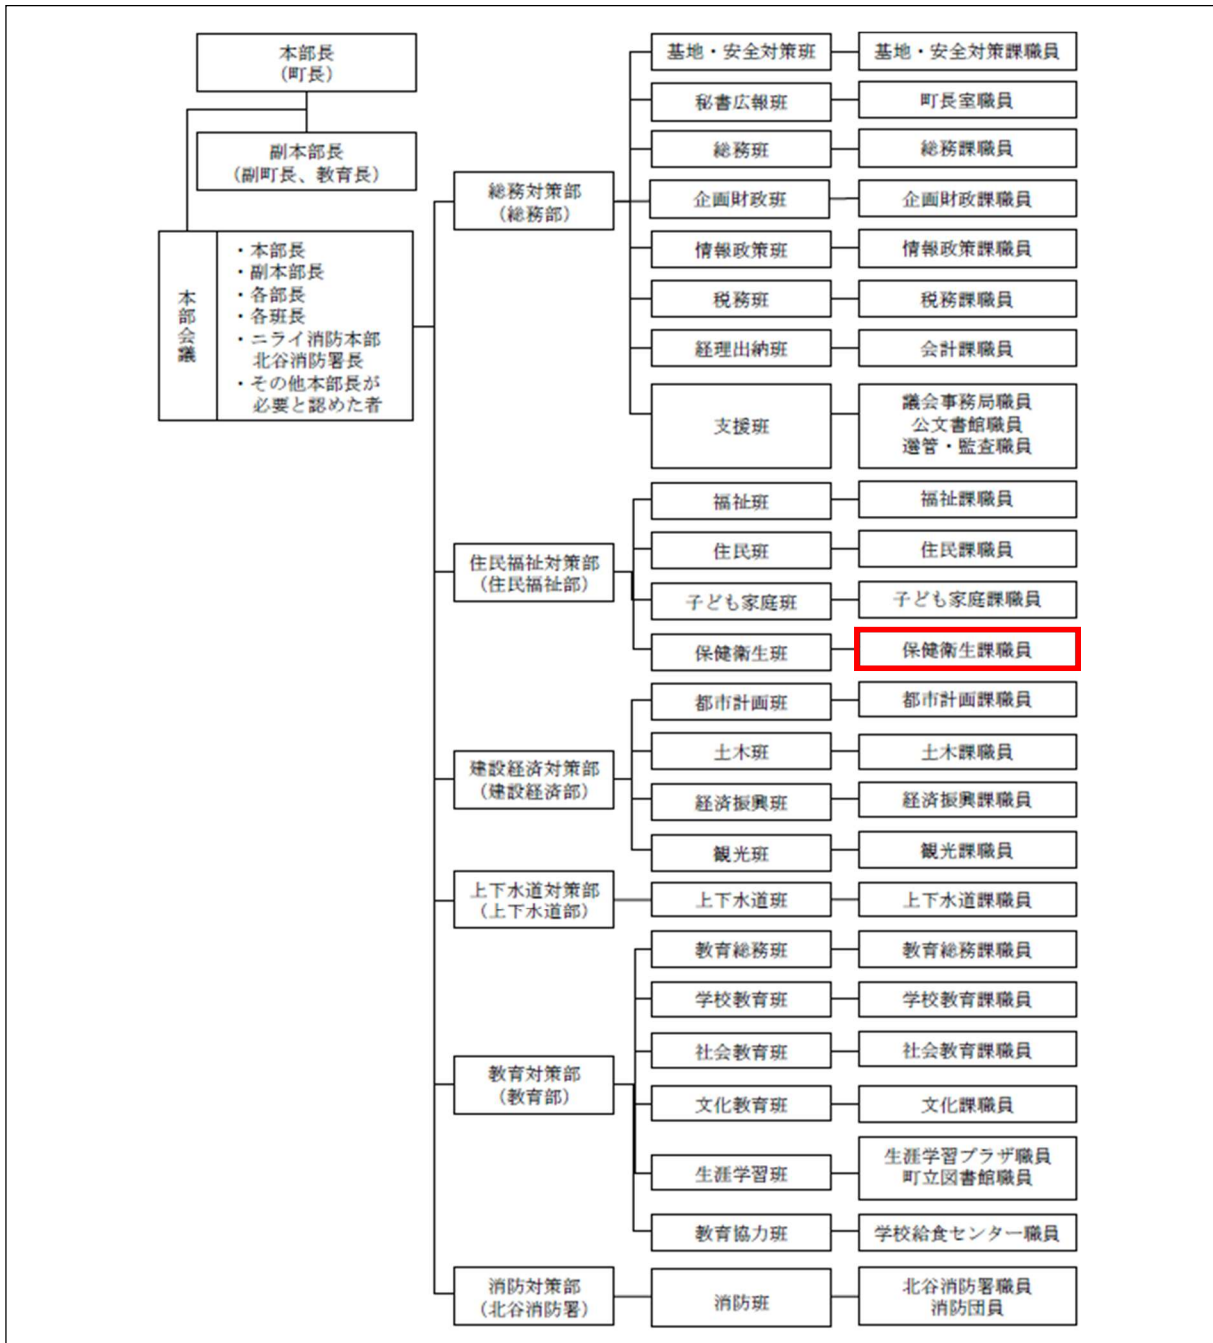 本部長
（町長）
副本部長
（副町長、教育長）
本部会議
・本部長
・副本部長
・各部長
・各班長
・ニライ消防本部
北谷消防署長
・その他本部長が
必要と認めた者
総務対策部
（総務部）
基地・安全対策班
基地・安全対策課職員
秘書広報班
町長室職員
総務班
総務課職員
企画財政班
企画財政課職員
情報政策班
情報政策課職員
税務班
税務課職員
経理出納班
会計課職員
支援班
議会事務局職員
公文書館職員
選管・監査職員
住民福祉対策部
（住民福祉部）
福祉班
福祉課職員
住民班
住民課職員
子ども家庭班
子ども家庭課職員
保健衛生班
保健衛生課職員
建設経済対策部
（建設経済部）
都市計画班
都市計画課職員
土木班
土木課職員
経済振興班
経済振興課職員
観光班
観光課職員
上下水道対策部
（上下水道部）
上下水道班
上下水道課職員
教育対策部
（教育部）
教育総務班
教育総務課職員
学校教育班
学校教育課職員
社会教育班
社会教育課職員
文化教育班
文化課職員
生涯学習班
生涯学習プラザ職員
町立図書館職員
教育協力班
学校給食センター職員
消防対策部
（北谷消防署）
消防班
北谷消防署職員
消防団員